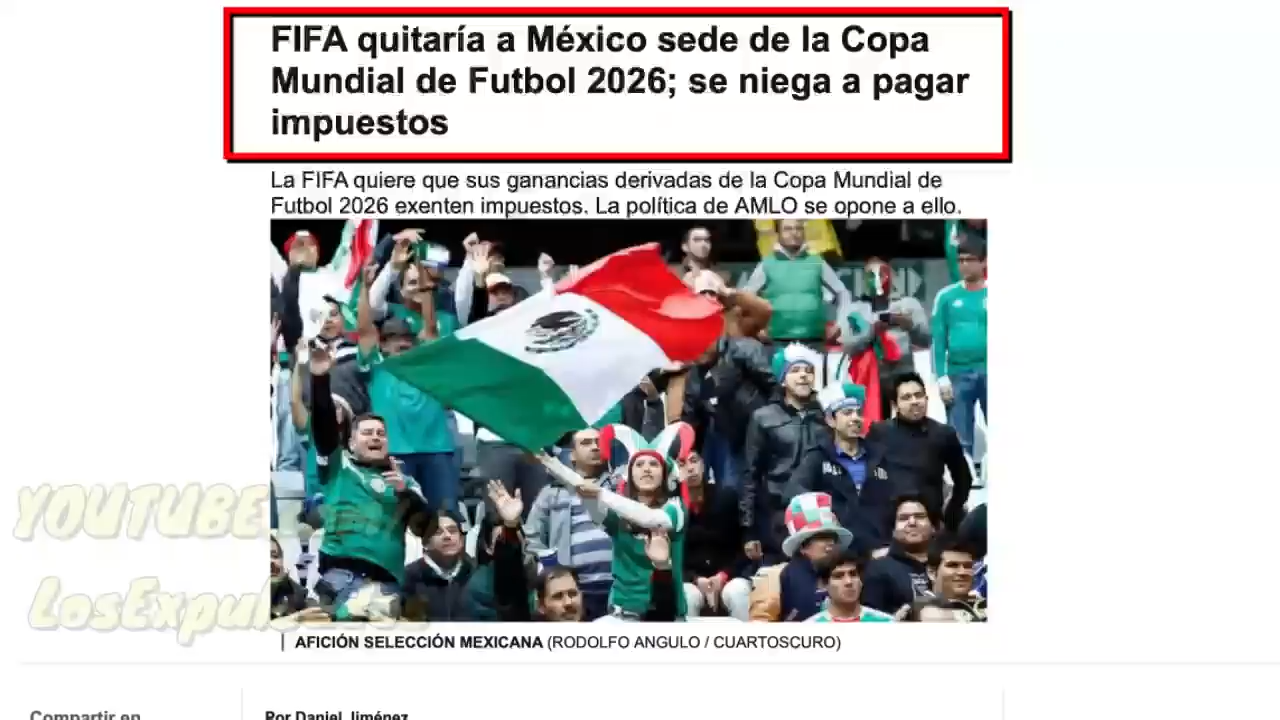 FIFA quitaría a México sede de la Copa
Mundial de Futbol 2026; se niega a pagar
impuestos
La FIFA quiere que sus ganancias derivadas de la Copa Mundial de
Futbol 2026 exenten impuestos. La política de AMLO se opone a ello.
YOUTUBE
| AFICIÓN SELECCIÓN MEXICANA (RODOLFO ANGULO / CUARTOSCURO)
Compartir en
Por Daniel Jiménez